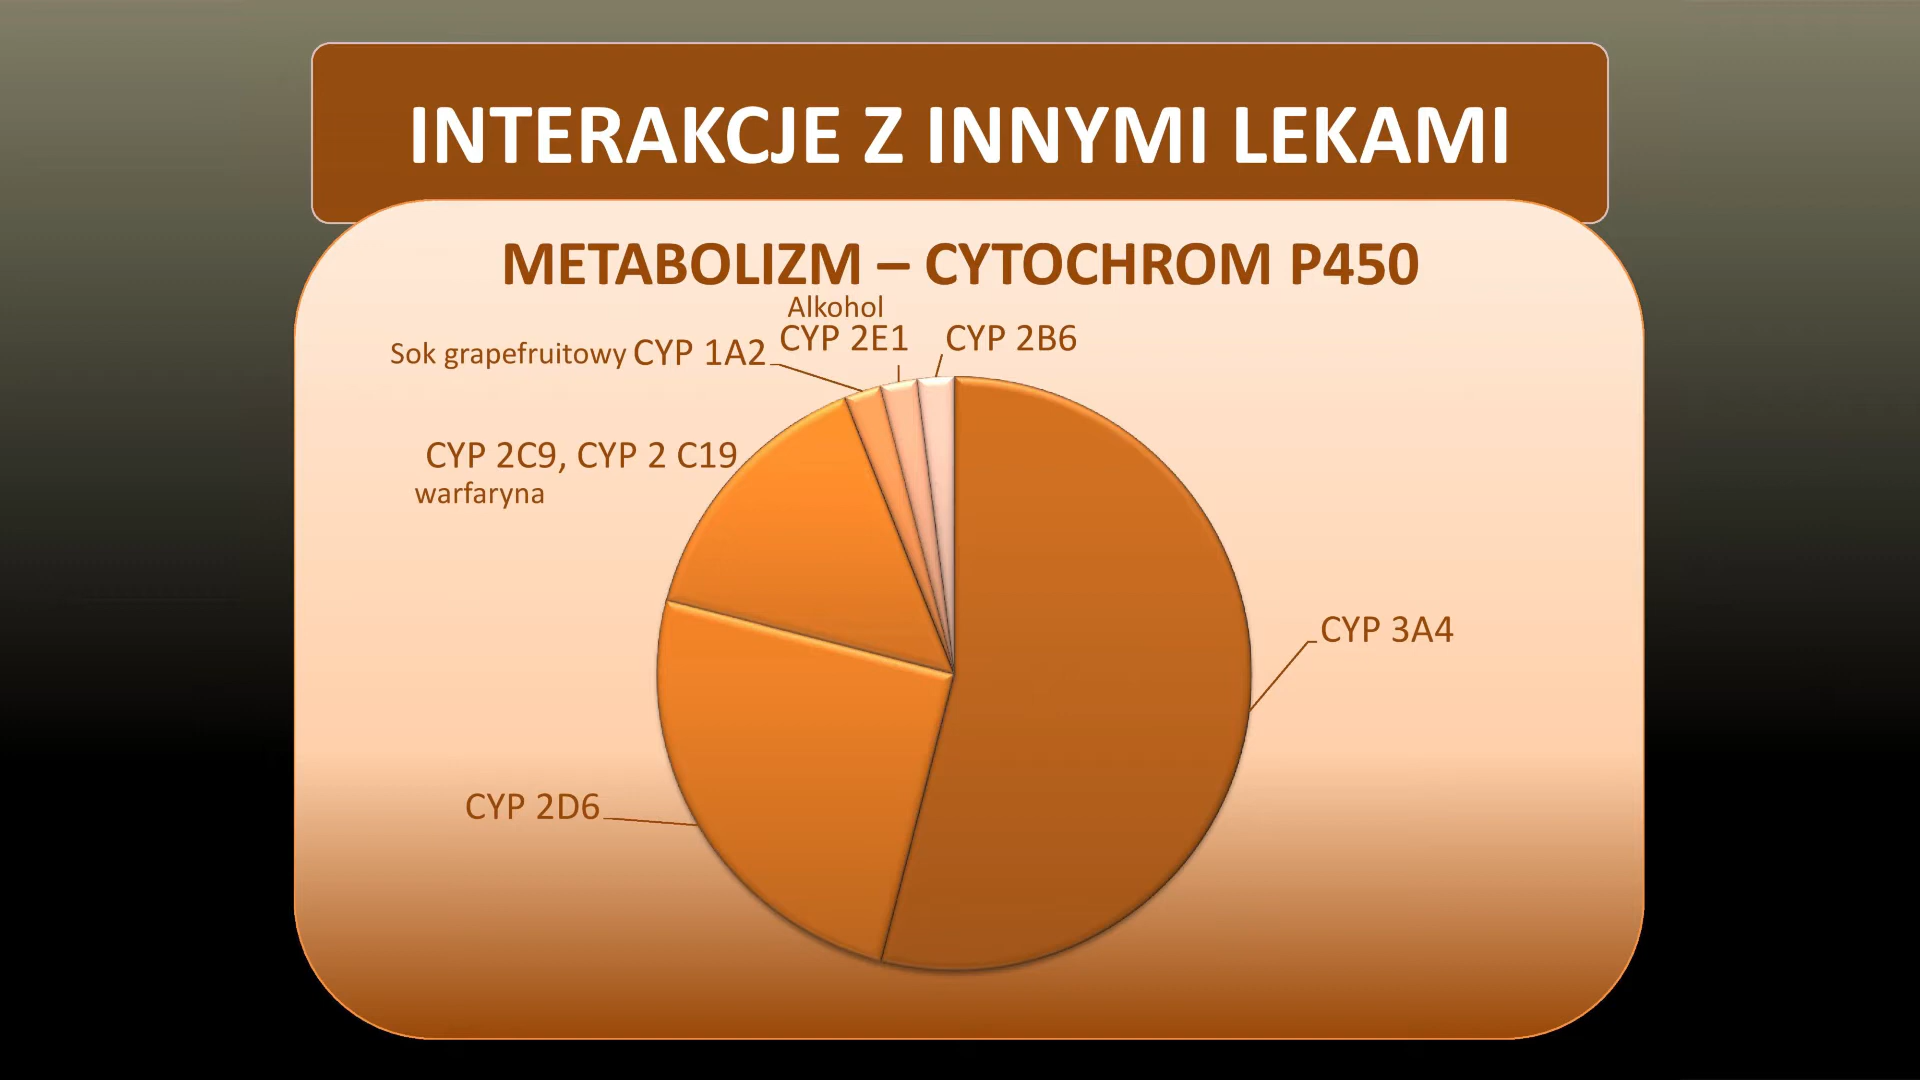 INTERAKCJE Z INNYMI LEKAMI
METABOLIZM – CYTOCHROM P450
Alkohol
CYP 2E1
CYP 2B6
Sok grapefruitowy CYP 1A2
CYP 2C9, CYP 2 C19
warfaryna
CYP 3A4
CYP 2D6